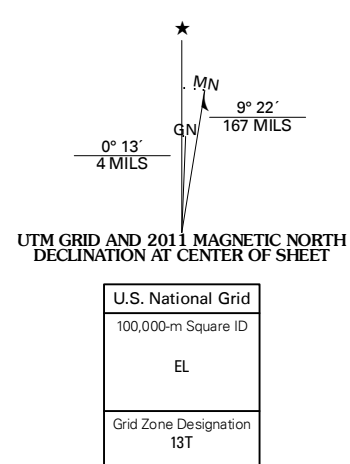 ★
MN
GN
9° 22´
167 MILS
0° 13´
4 MILS
UTM GRID AND 2011 MAGNETIC NORTH
DECLINATION AT CENTER OF SHEET
U.S. National Grid
100,000-m Square ID
EL
Grid Zone Designation
13T